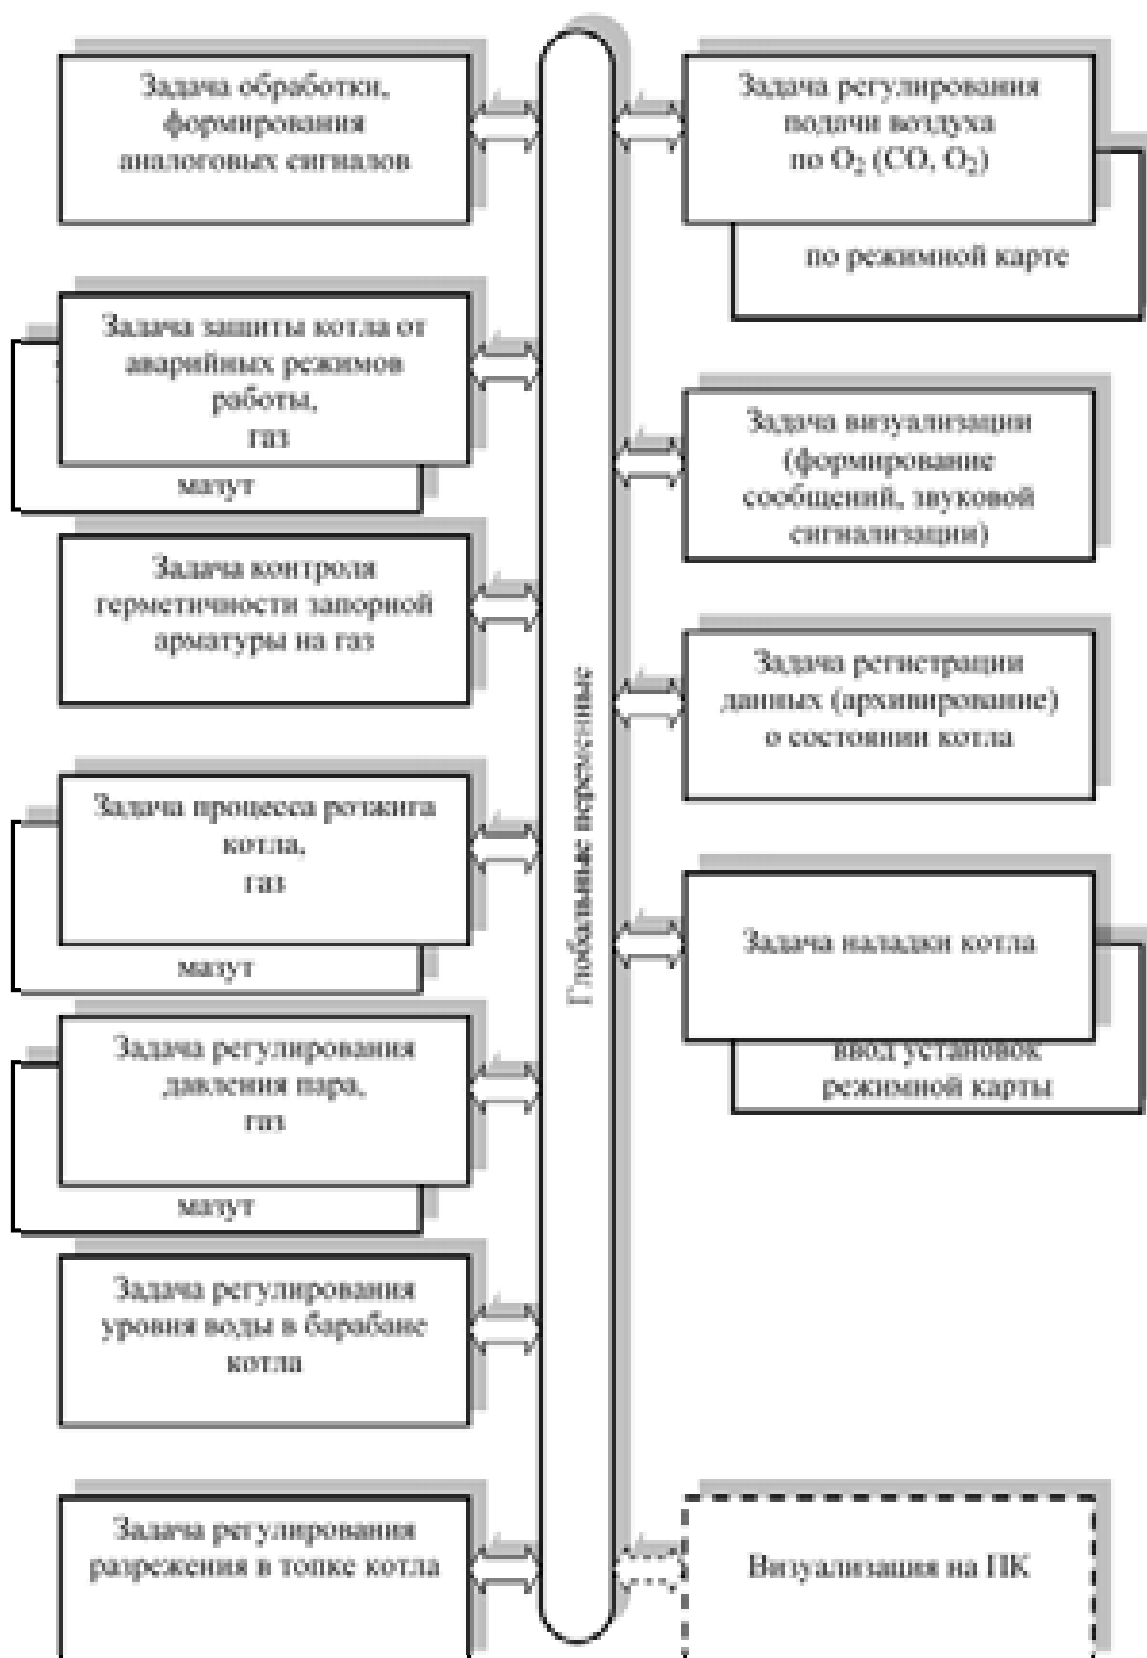 Задача обработки,
формирования
аналоговых сигналов
Задача защиты котла от
аварийных режимов
работы,
газ
мазут
Задача контроля
герметичности запорной
арматуры на газ
Задача процесса розжига
котла,
газ
мазут
Задача регулирования
давления пара,
газ
мазут
Задача регулирования
уровня воды в барабане
котла
Задача регулирования
разрежения в топке котла
Глобальные переменные
Задача регулирования
подачи воздуха
по O₂ (CO, O₂)
по режимной карте
Задача визуализации
(формирование
сообщений, звуковой
сигнализации)
Задача регистрации
данных (архивирование)
о состоянии котла
Задача наладки котла
ввод установок
режимной карты
Визуализация на ПК